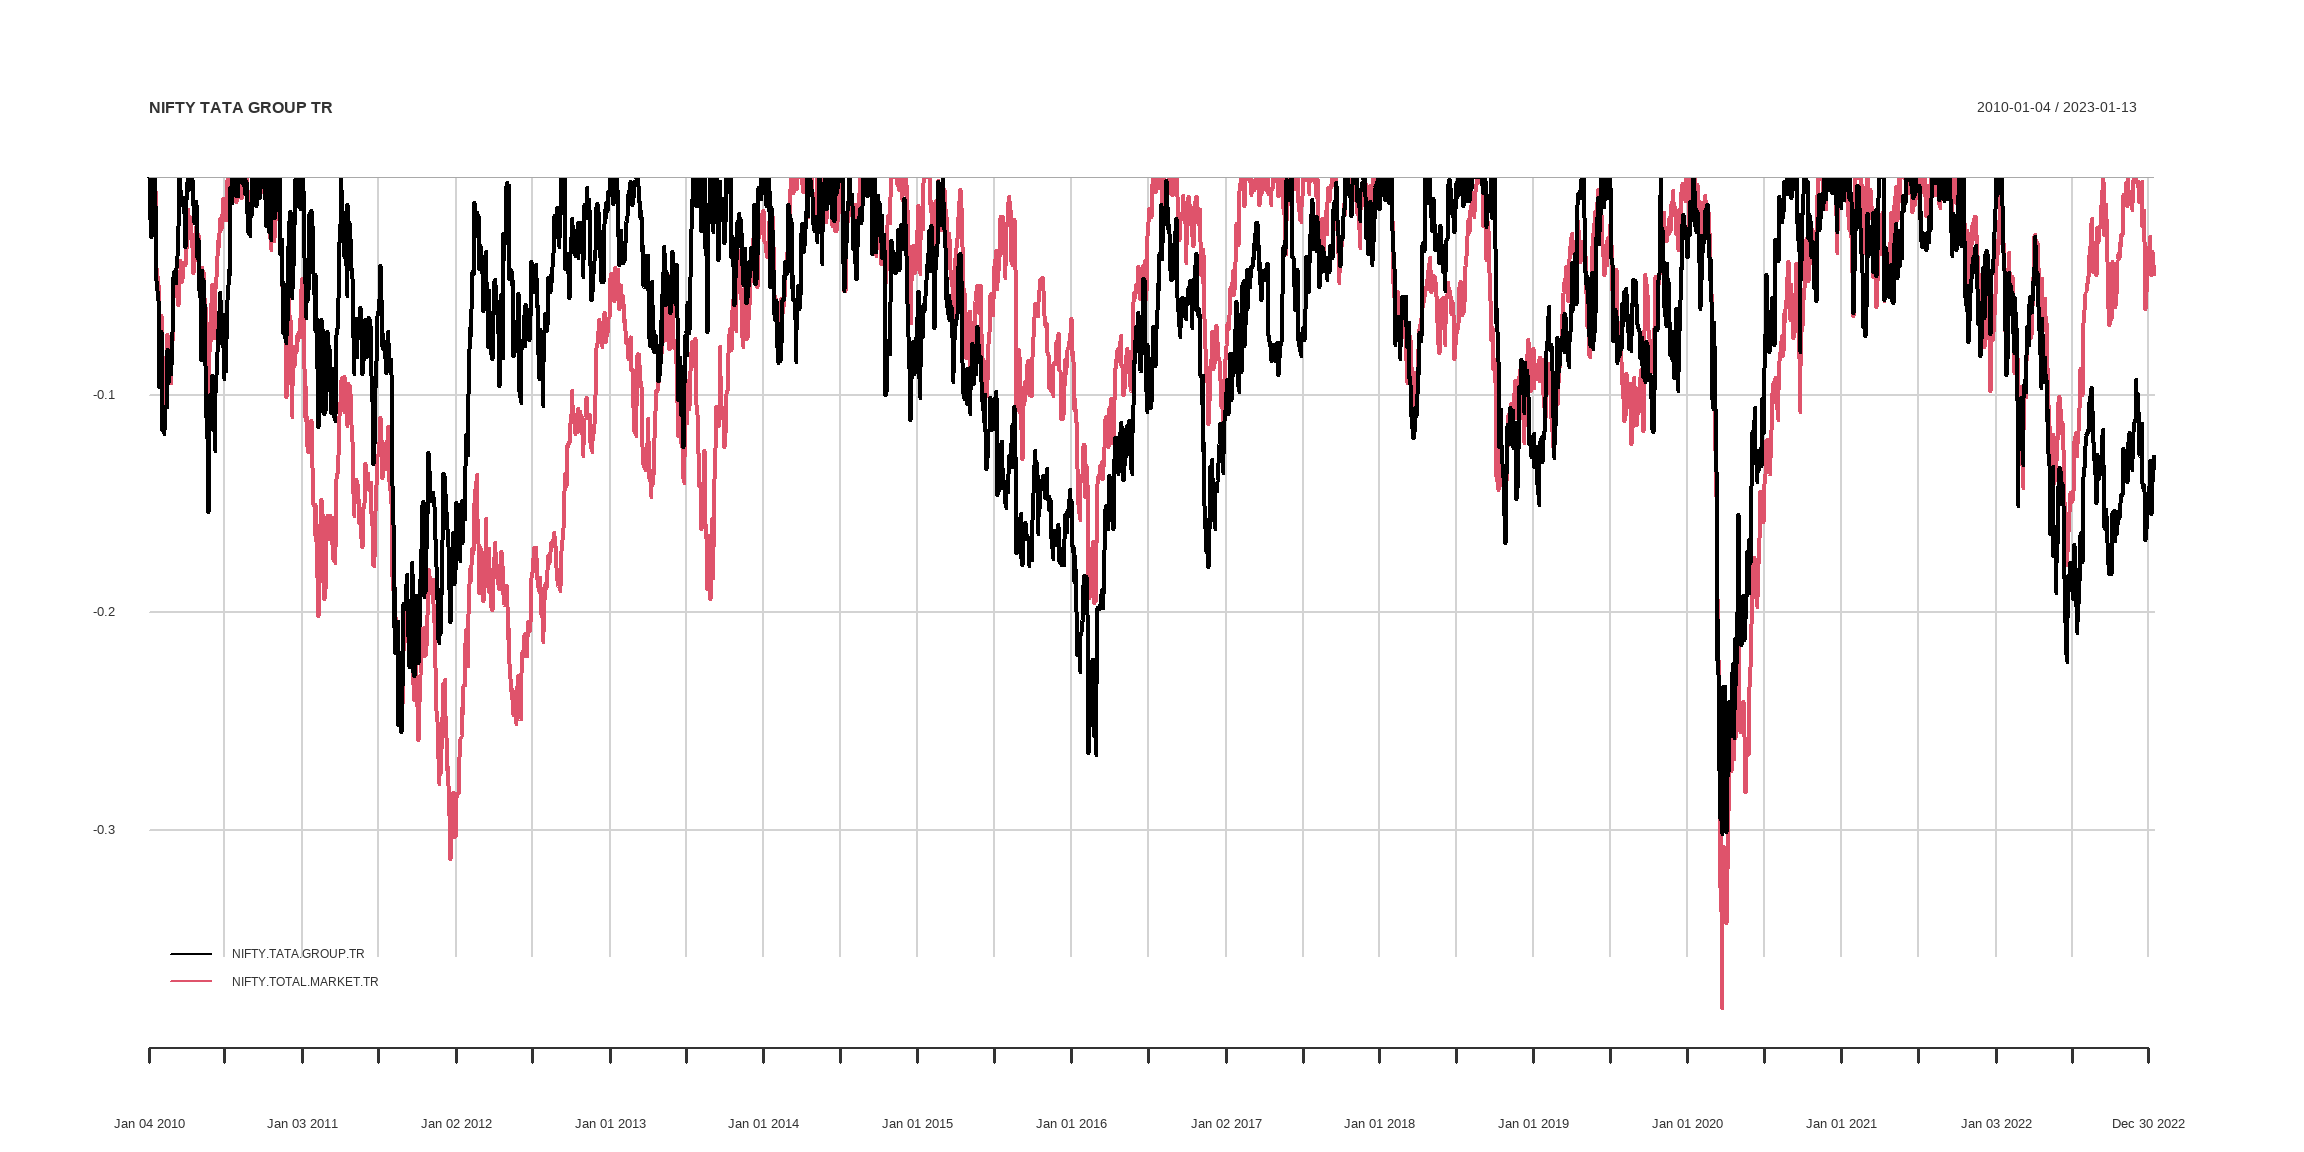 NIFTY TATA GROUP TR
2010-01-04 / 2023-01-13
-0.1
-0.2
-0.3
NIFTY.TATA.GROUP.TR
NIFTY.TOTAL.MARKET.TR
Jan 04 2010 Jan 03 2011 Jan 02 2012 Jan 01 2013 Jan 01 2014 Jan 01 2015 Jan 01 2016 Jan 02 2017 Jan 01 2018 Jan 01 2019 Jan 01 2020 Jan 01 2021 Jan 03 2022 Dec 30 2022